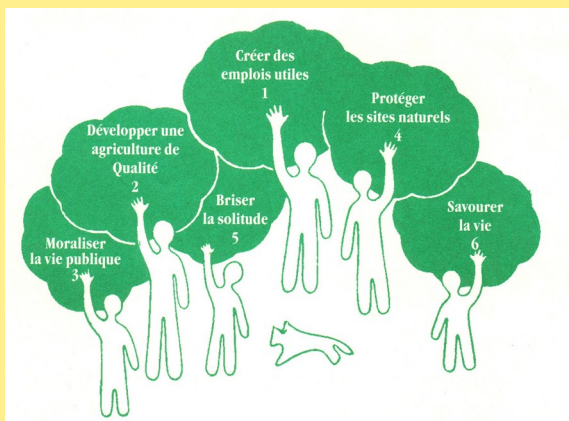 Créer des
emplois utiles
1
Développer une
agriculture de
Qualité
2
Moraliser
la vie publique
3
Protéger
les sites naturels
4
Briser
la solitude
5
Savourer
la vie
6